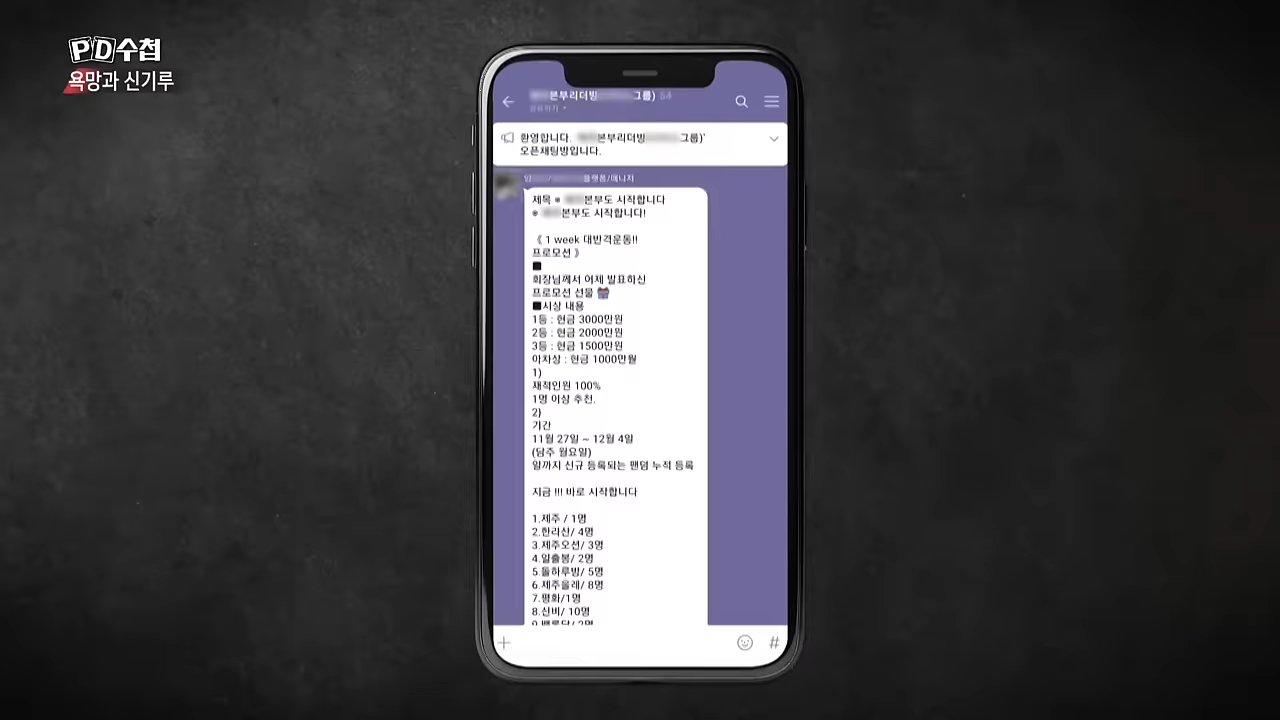 PD수첩
욕망과 신기루
본부리더방 그룹)
환영합니다. 본부리더방 그룹)'
오픈채팅방입니다.
플랫폼/매니저
제목 ※ 본부도 시작합니다
※ 본부도 시작합니다!
《 1 week 대반격운동!!
프로모션 》
회장님께서 어제 발표하신
프로모션 선물
■시상 내용
1등 : 현금 3000만원
2등 : 현금 2000만원
3등 : 현금 1500만원
아차상 : 현금 1000만원
1)
재적인원 100%
1명 이상 추천.
2)
기간
11월 27일 ~ 12월 4일
(담주 월요일)
일까지 신규 등록되는 팬덤 누적 등록
지금 !!! 바로 시작합니다
1.제주 / 1명
2.한라산/ 4명
3.제주오션/ 3명
4.일출봉/ 2명
5.돌하루방/ 5명
6.제주올레/ 8명
7.평화/1명
8.신비/ 10명